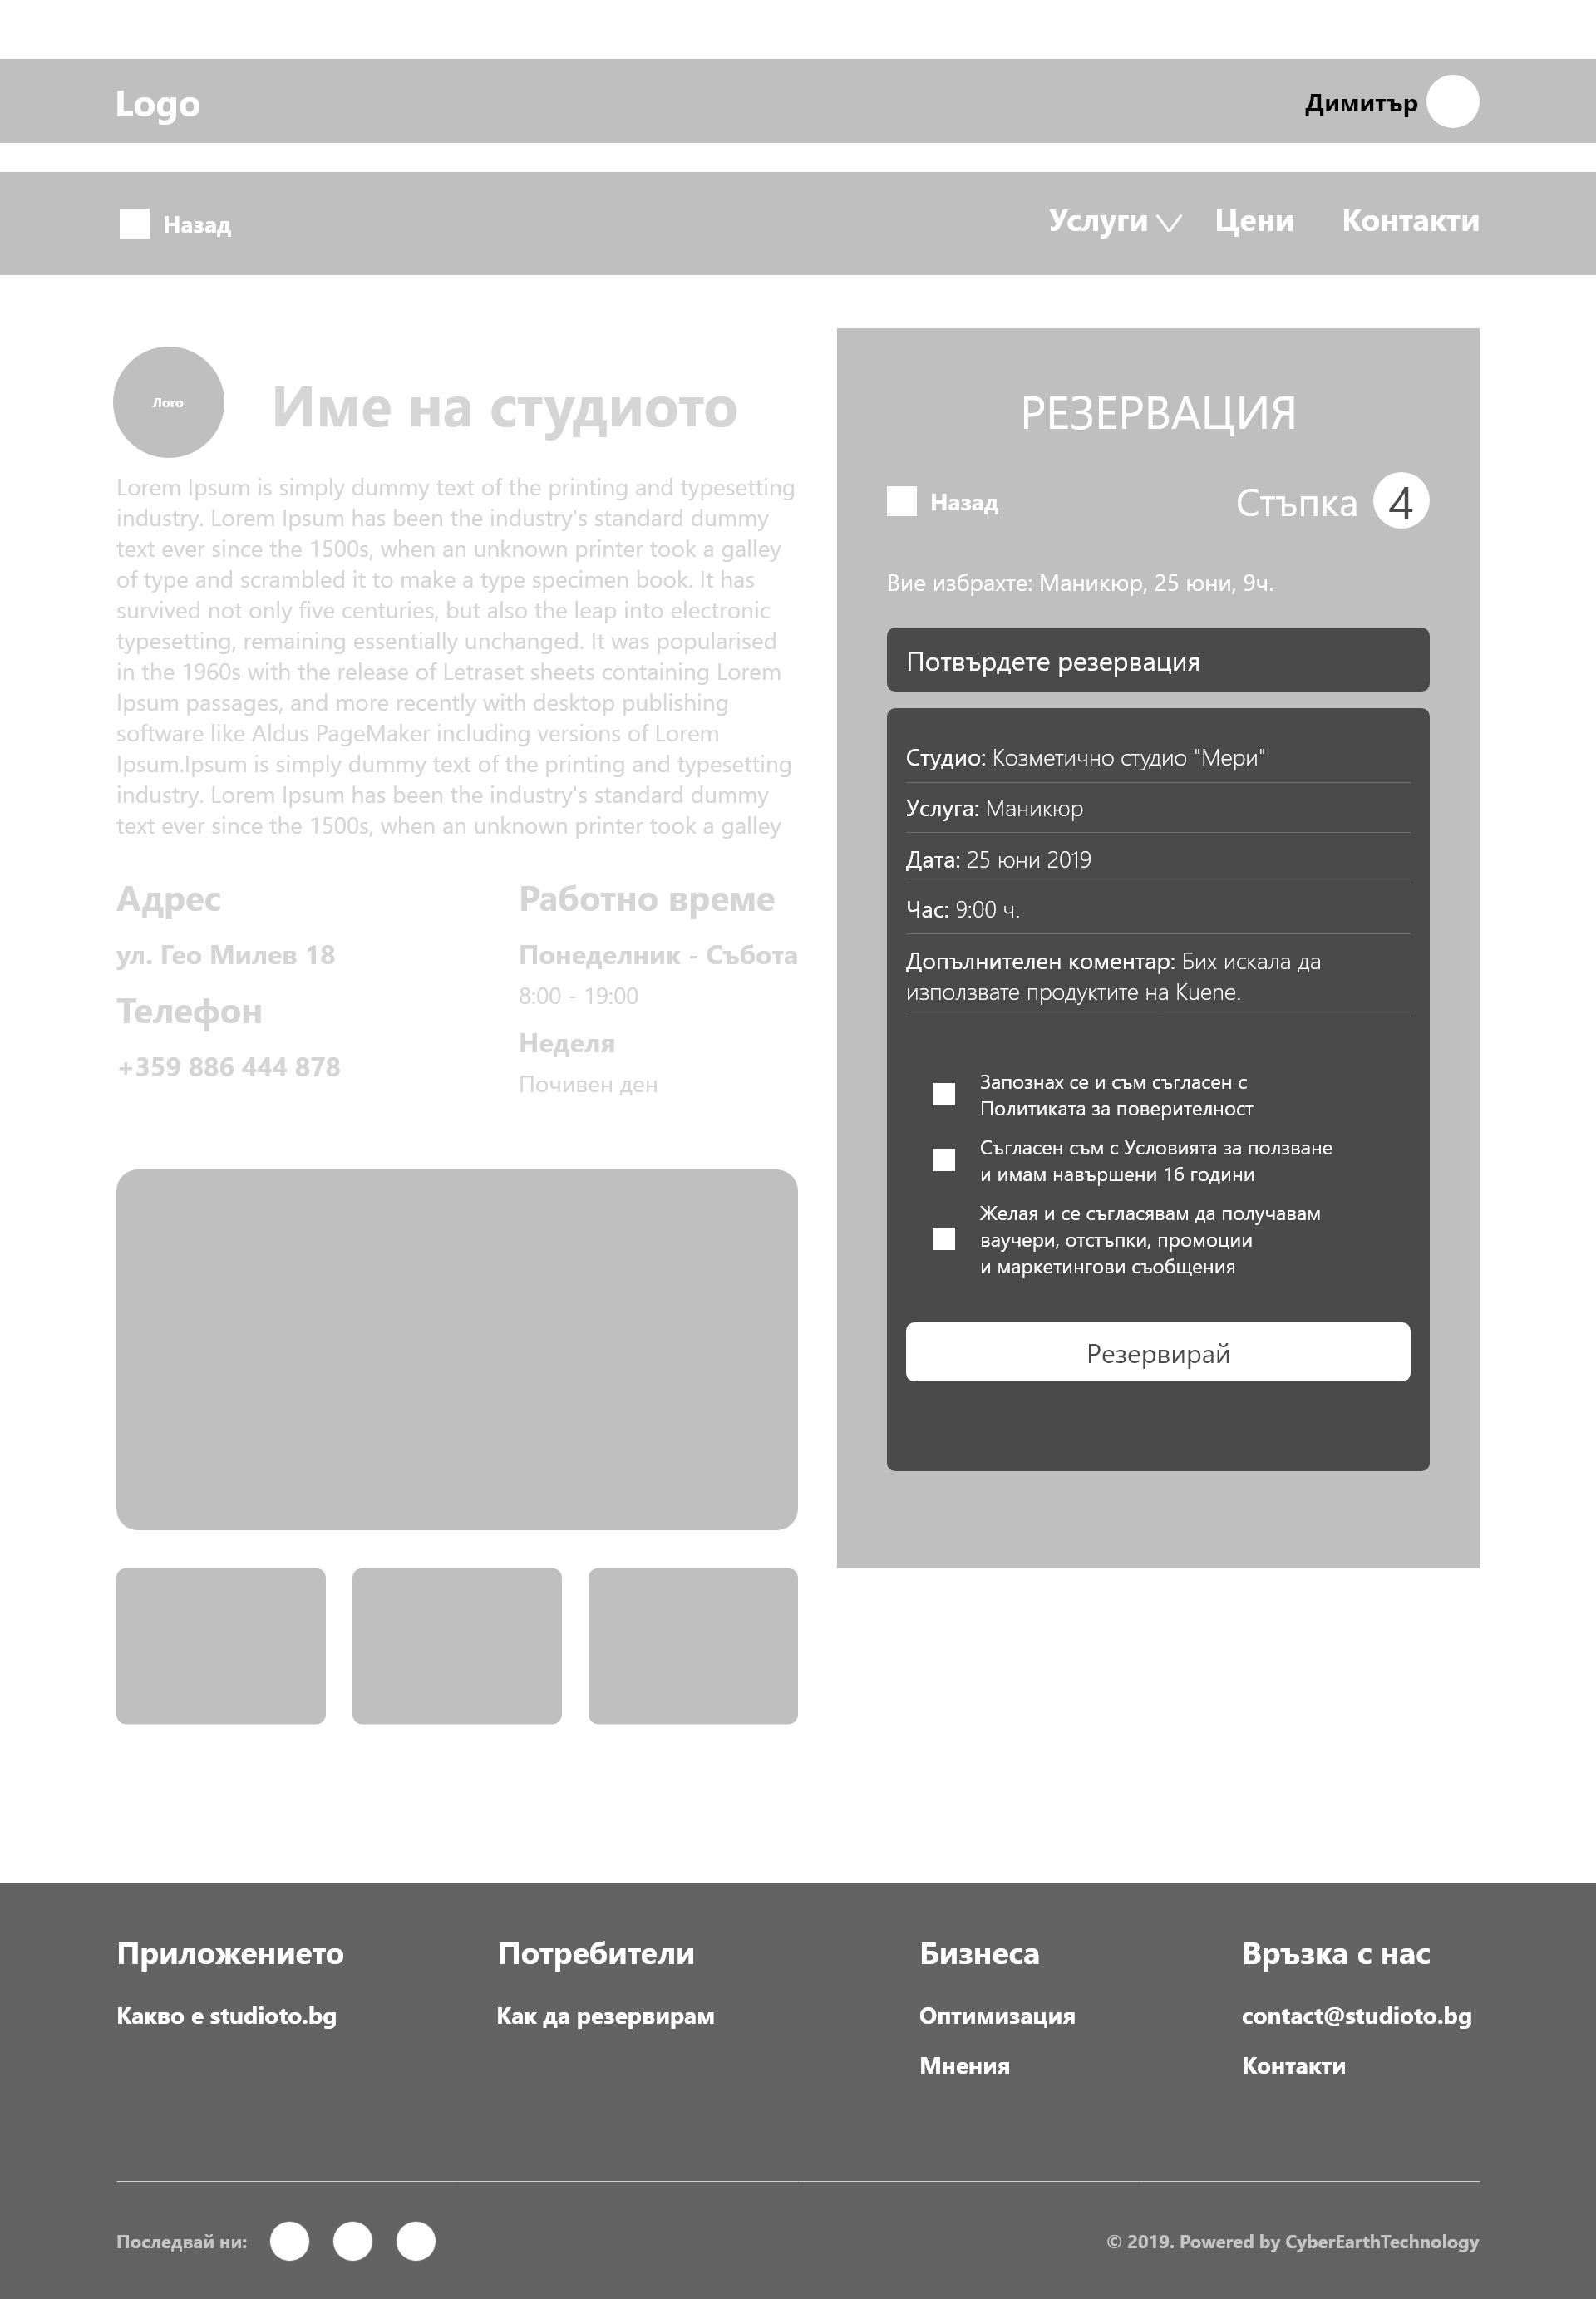 Logo
Димитър
Назад
Услуги
Цени
Контакти
Лого
Име на студиото
Lorem Ipsum is simply dummy text of the printing and typesetting
industry. Lorem Ipsum has been the industry's standard dummy
text ever since the 1500s, when an unknown printer took a galley
of type and scrambled it to make a type specimen book. It has
survived not only five centuries, but also the leap into electronic
typesetting, remaining essentially unchanged. It was popularised
in the 1960s with the release of Letraset sheets containing Lorem
Ipsum passages, and more recently with desktop publishing
software like Aldus PageMaker including versions of Lorem
Ipsum.Ipsum is simply dummy text of the printing and typesetting
industry. Lorem Ipsum has been the industry's standard dummy
text ever since the 1500s, when an unknown printer took a galley
Адрес
ул. Гео Милев 18
Телефон
+359 886 444 878
Работно време
Понеделник - Събота
8:00 - 19:00
Неделя
Почивен ден
РЕЗЕРВАЦИЯ
Назад
Стъпка 4
Вие избрахте: Маникюр, 25 юни, 9ч.
Потвърдете резервация
Студио: Козметично студио "Мери"
Услуга: Маникюр
Дата: 25 юни 2019
Час: 9:00 ч.
Допълнителен коментар: Бих искала да
използвате продуктите на Kuene.
Запознах се и съм съгласен с
Политиката за поверителност
Съгласен съм с Условията за ползване
и имам навършени 16 години
Желая и се съгласявам да получавам
ваучери, отстъпки, промоции
и маркетингови съобщения
Резервирай
Приложението
Какво е studioto.bg
Потребители
Как да резервирам
Бизнеса
Оптимизация
Мнения
Връзка с нас
contact@studioto.bg
Контакти
Последвай ни:
© 2019. Powered by CyberEarthTechnology